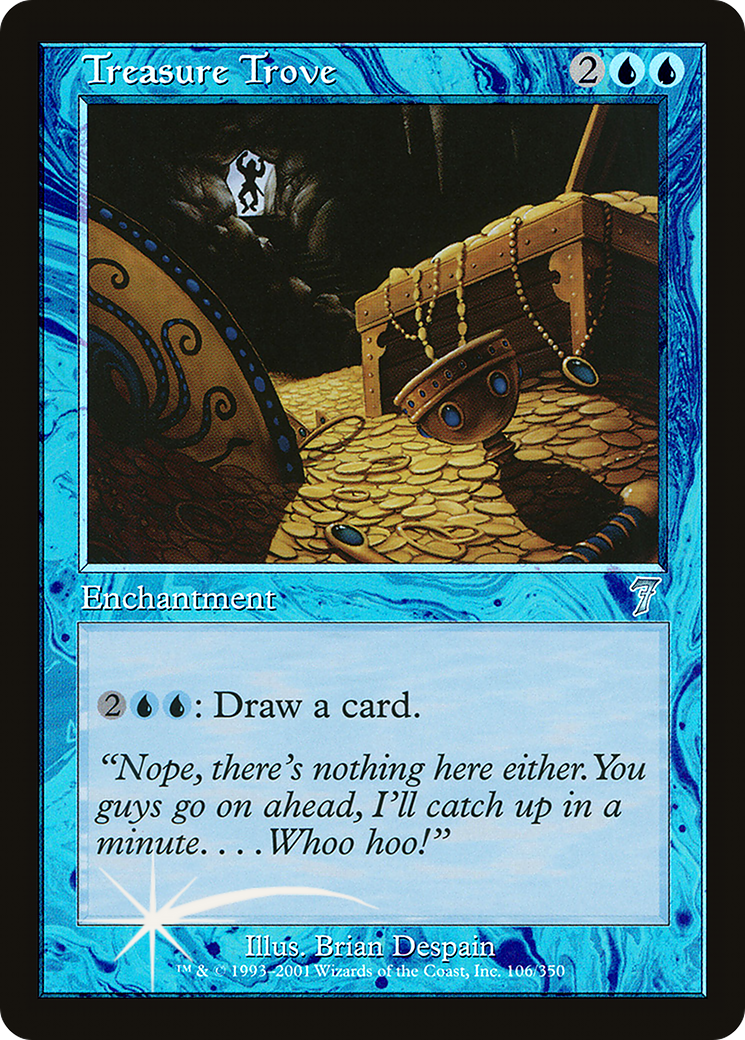 Treasure Trove 2
Enchantment 7
2: Draw a card.
“Nope, there’s nothing here either. You
guys go on ahead, I’ll catch up in a
minute. . . . Whoo hoo!”
Illus. Brian Despain
™ & © 1993–2001 Wizards of the Coast, Inc. 106/350